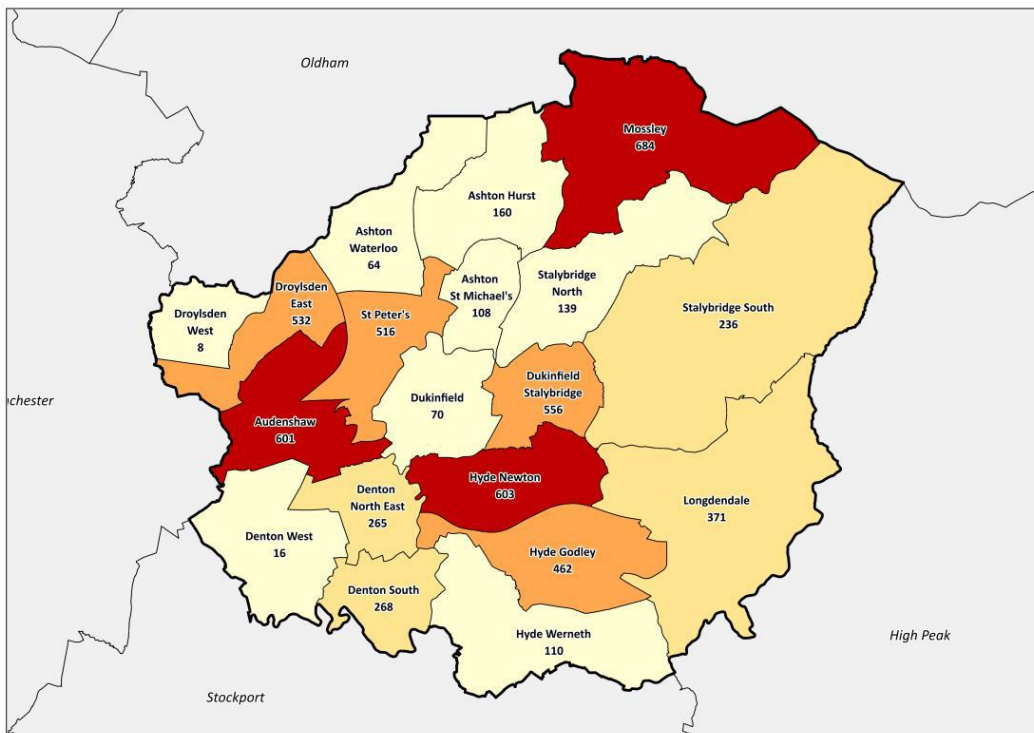 Oldham
Mossley
684
Ashton Hurst
160
Ashton
Waterloo
64
Ashton
St Michael's
108
Stalybridge
North
139
Droylsden
East
532
Droylsden
West
8
St Peter's
516
Stalybridge South
236
Dukinfield
70
Dukinfield
Stalybridge
556
nchester
Audenshaw
601
Hyde Newton
603
Denton
North East
265
Longdendale
371
Denton West
16
Hyde Godley
462
Denton South
268
Hyde Werneth
110
High Peak
Stockport